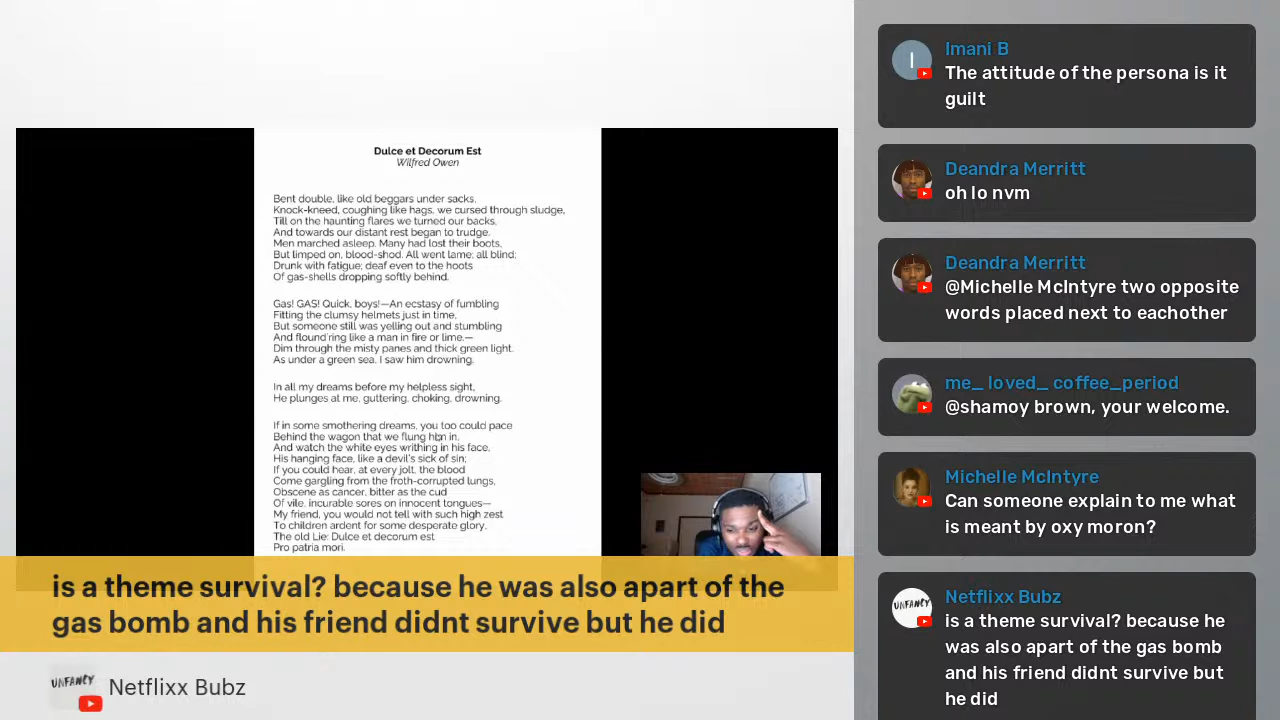 Dulce et Decorum Est
Wilfred Owen
Bent double, like old beggars under sacks,
Knock-kneed, coughing like hags, we cursed through sludge,
Till on the haunting flares we turned our backs,
And towards our distant rest began to trudge.
Men marched asleep. Many had lost their boots,
But limped on, blood-shod. All went lame; all blind;
Drunk with fatigue; deaf even to the hoots
Of gas-shells dropping softly behind.
Gas! GAS! Quick, boys!—An ecstasy of fumbling
Fitting the clumsy helmets just in time,
But someone still was yelling out and stumbling
And flound'ring like a man in fire or lime.—
Dim through the misty panes and thick green light,
As under a green sea, I saw him drowning.
In all my dreams before my helpless sight,
He plunges at me, guttering, choking, drowning.
If in some smothering dreams, you too could pace
Behind the wagon that we flung him in,
And watch the white eyes writhing in his face,
His hanging face, like a devil's sick of sin;
If you could hear, at every jolt, the blood
Come gargling from the froth-corrupted lungs,
Obscene as cancer, bitter as the cud
Of vile, incurable sores on innocent tongues—
My friend, you would not tell with such high zest
To children ardent for some desperate glory,
The old Lie: Dulce et decorum est
Pro patria mori.
is a theme survival? because he was also apart of the
gas bomb and his friend didnt survive but he did
UNFANCY
Netflixx Bubz
I
Imani B
The attitude of the persona is it
guilt
Deandra Merritt
oh lo nvm
Deandra Merritt
@Michelle McIntyre two opposite
words placed next to eachother
me_ loved_ coffee_period
@shamoy brown, your welcome.
Michelle McIntyre
Can someone explain to me what
is meant by oxy moron?
UNFANCY
Netflixx Bubz
is a theme survival? because he
was also apart of the gas bomb
and his friend didnt survive but
he did